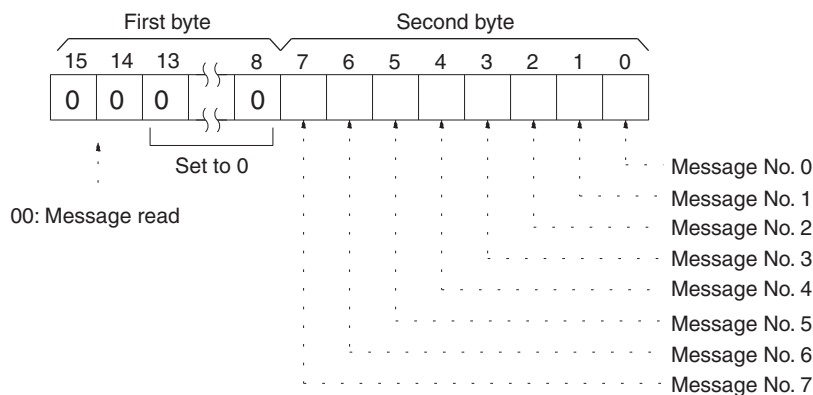 First byte Second byte
15 14 13 8 7 6 5 4 3 2 1 0
0 0 0 0
Set to 0
00: Message read
Message No. 0
Message No. 1
Message No. 2
Message No. 3
Message No. 4
Message No. 5
Message No. 6
Message No. 7